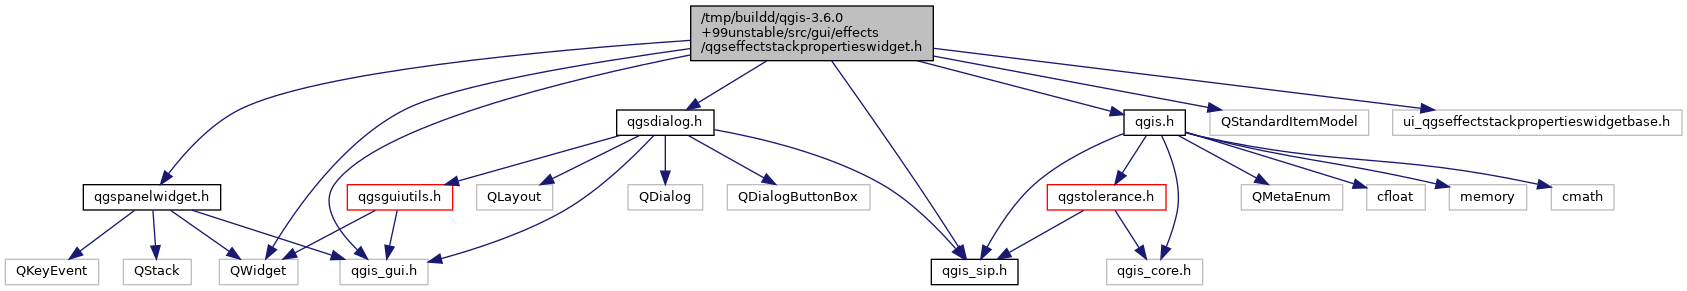 /tmp/buildd/qgis-3.6.0
+99unstable/src/gui/effects
/qgseffectstackpropertieswidget.h
qgsdialog.h
qgis.h
QStandardItemModel
ui_qgseffectstackpropertieswidgetbase.h
qgspanelwidget.h
qgsguiutils.h
QLayout
QDialog
QDialogButtonBox
qgstolerance.h
QMetaEnum
cfloat
memory
cmath
QKeyEvent
QStack
QWidget
qgis_gui.h
qgis_sip.h
qgis_core.h